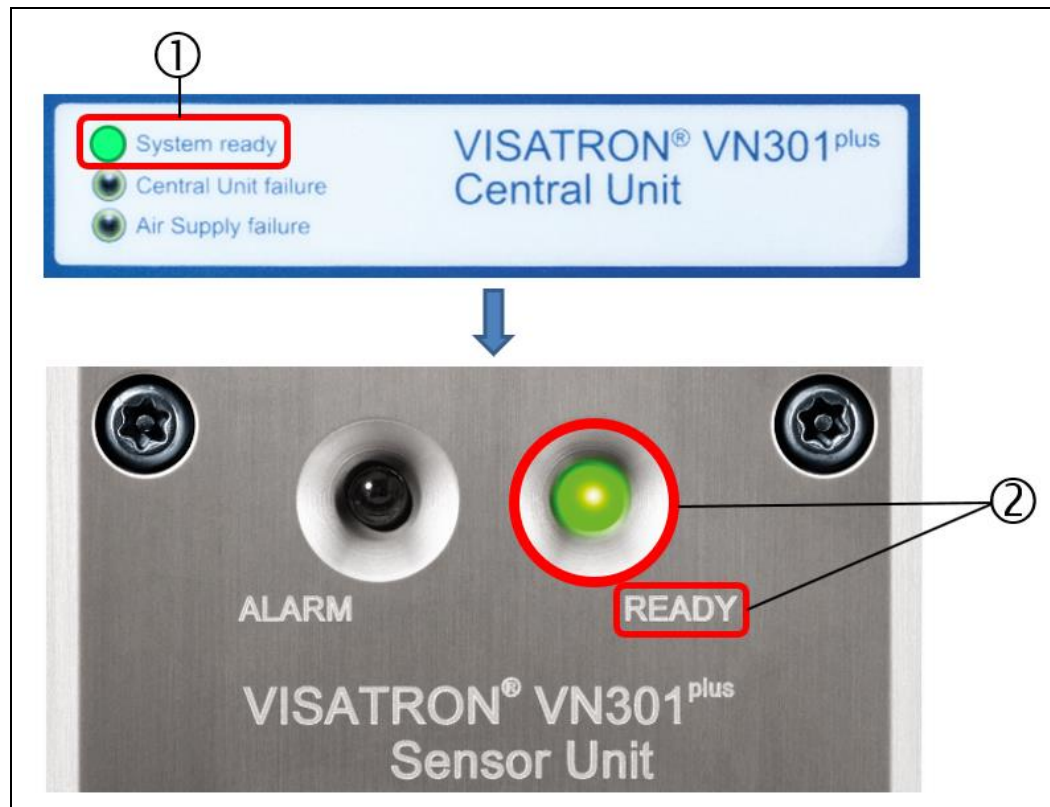 ①
System ready
VISATRON® VN301plus
Central Unit failure
Central Unit
Air Supply failure
②
ALARM
READY
VISATRON® VN301plus
Sensor Unit